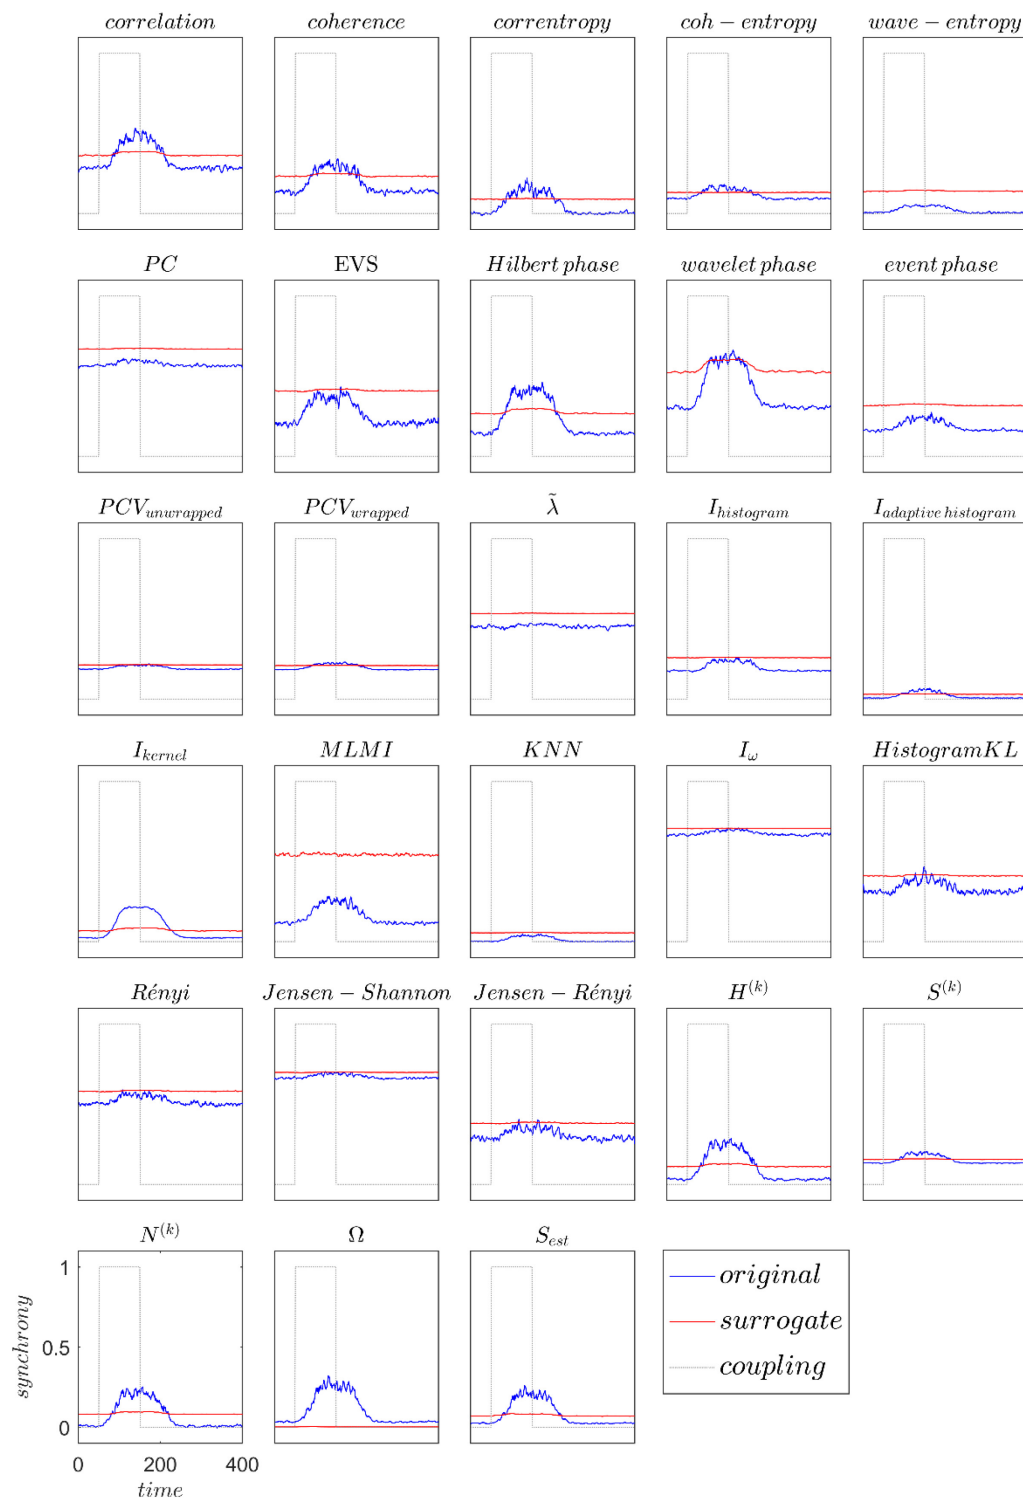 correlation coherence correntropy coh − entropy wave − entropy
PC EVS Hilbert phase wavelet phase event phase
PCV_unwrapped PCV_wrapped λ̃ I_histogram I_adaptive histogram
I_kernel MLMI KNN I_ω HistogramKL
Rényi Jensen − Shannon Jensen − Rényi H^(k) S^(k)
N^(k) Ω S_est
1
0.5
0
synchrony
0 200 400
time
original
surrogate
coupling